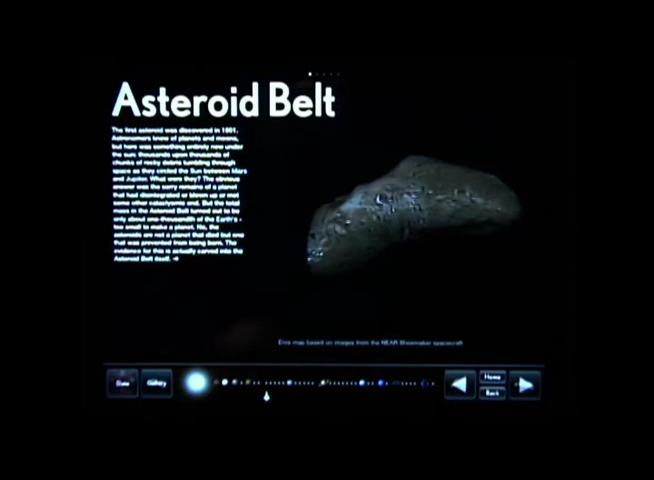 Asteroid Belt
The first asteroid was discovered in 1801.
Astronomers knew of planets and moons,
but here was something entirely new under
the sun: thousands upon thousands of
chunks of rocky debris tumbling through
space as they circled the Sun between Mars
and Jupiter. What were they? The obvious
answer was the sorry remains of a planet
that had disintegrated or blown up or met
some other cataclysmic end. But the total
mass in the Asteroid Belt turned out to be
only about one-thousandth of the Earth's -
too small to make a planet. No, the
asteroids are not a planet that died but one
that was prevented from being born. The
evidence for this is actually carved into the
Asteroid Belt itself.
Eros map based on images from the NEAR Shoemaker spacecraft
Data
Gallery
Home
Back